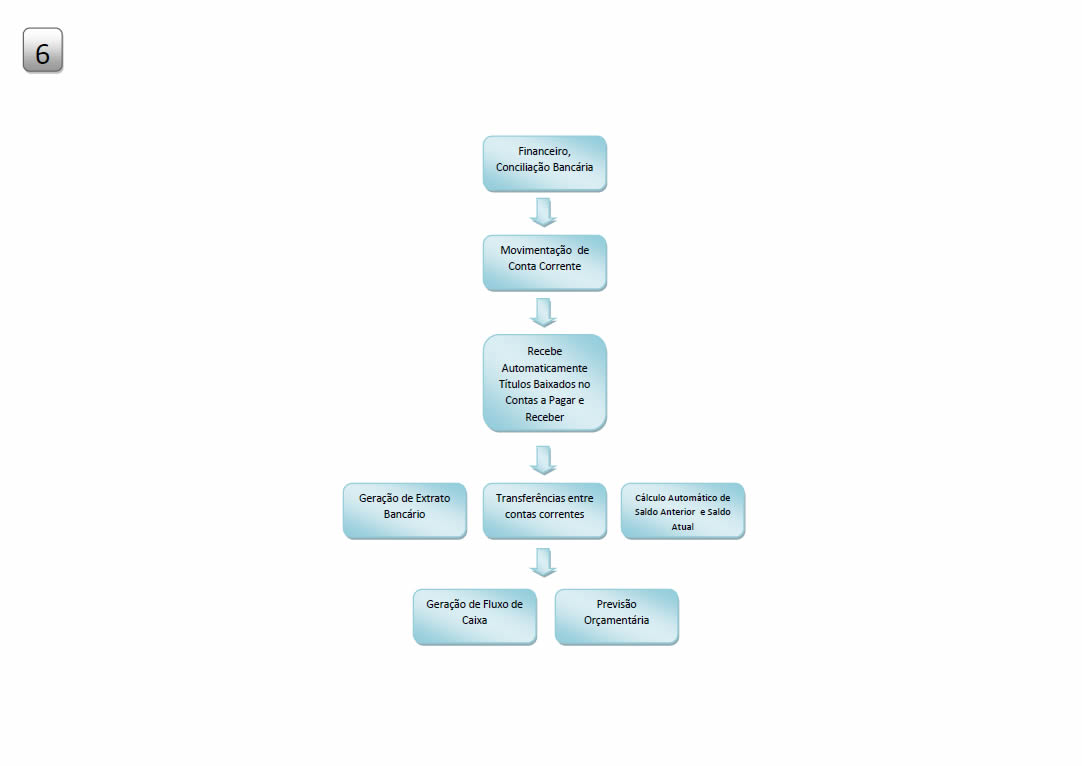 6
Financeiro,
Conciliação Bancária
Movimentação de
Conta Corrente
Recebe
Automaticamente
Títulos Baixados no
Contas a Pagar e
Receber
Geração de Extrato
Bancário
Transferências entre
contas correntes
Cálculo Automático de
Saldo Anterior e Saldo
Atual
Geração de Fluxo de
Caixa
Previsão
Orçamentária